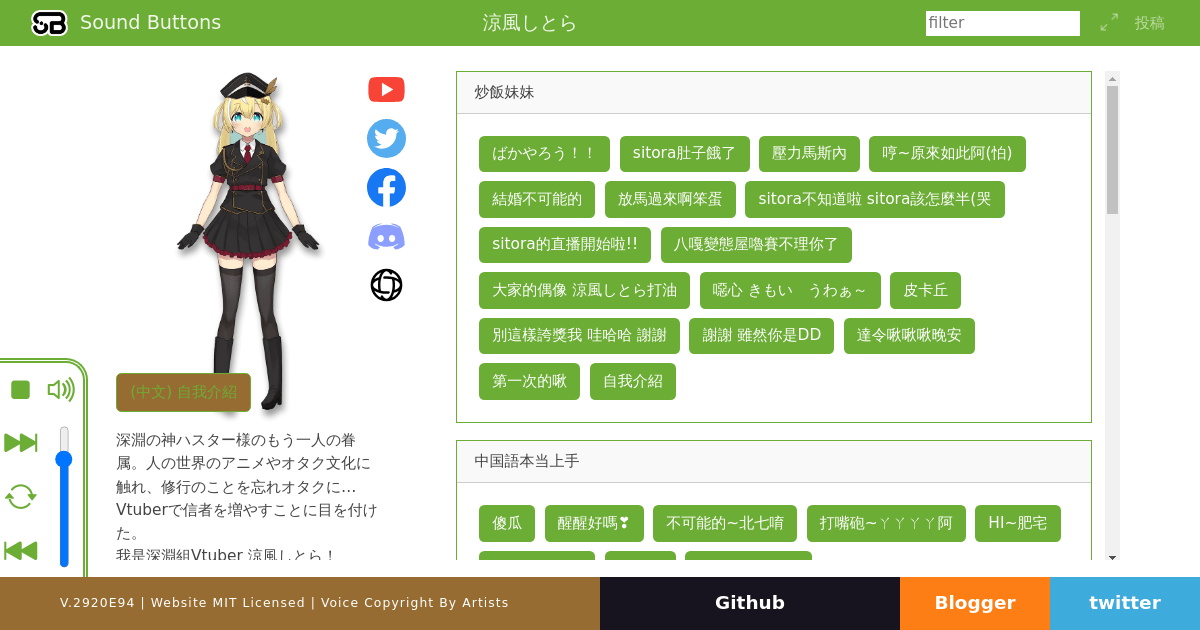 SB Sound Buttons
涼風しとら
filter
投稿
炒飯妹妹
ばかやろう！！ sitora肚子餓了 壓力馬斯內 哼~原來如此阿(怕)
結婚不可能的 放馬過來啊笨蛋 sitora不知道啦 sitora該怎麼半(哭
sitora的直播開始啦!! 八嘎變態屋嚕賽不理你了
大家的偶像 涼風しとら打油 噁心 きもい　うわぁ～ 皮卡丘
別這樣誇獎我 哇哈哈 謝謝 謝謝 雖然你是DD 達令啾啾啾晚安
第一次的啾 自我介紹
中国語本当上手
傻瓜 醒醒好嗎❣ 不可能的~北七唷 打嘴砲~ㄚㄚㄚㄚ阿 HI~肥宅
(中文) 自我介紹
深淵の神ハスター様のもう一人の眷
属。人の世界のアニメやオタク文化に
触れ、修行のことを忘れオタクに…
Vtuberで信者を増やすことに目を付け
た。
我是深淵組Vtuber 涼風しとら！
V.2920E94 | Website MIT Licensed | Voice Copyright By Artists
Github
Blogger
twitter